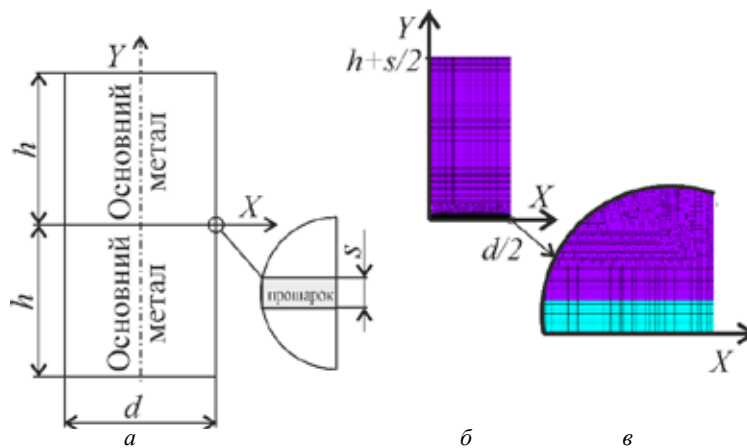 Y
h
Основний
метал
X
h
Основний
метал
прошарок
s
d
а
Y
h+s/2
X
d/2
б
X
в